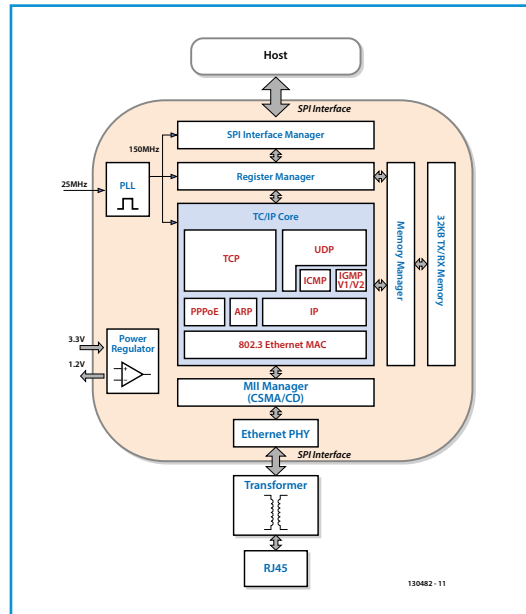 Host
SPI Interface
SPI Interface Manager
150MHz
Register Manager
25MHz
PLL
TC/IP Core
TCP
UDP
ICMP
IGMP
V1/V2
PPPoE
ARP
IP
802.3 Ethernet MAC
Memory Manager
32KB TX/RX Memory
3.3V
1.2V
Power
Regulator
MII Manager
(CSMA/CD)
Ethernet PHY
SPI Interface
Transformer
RJ45
130482 - 11